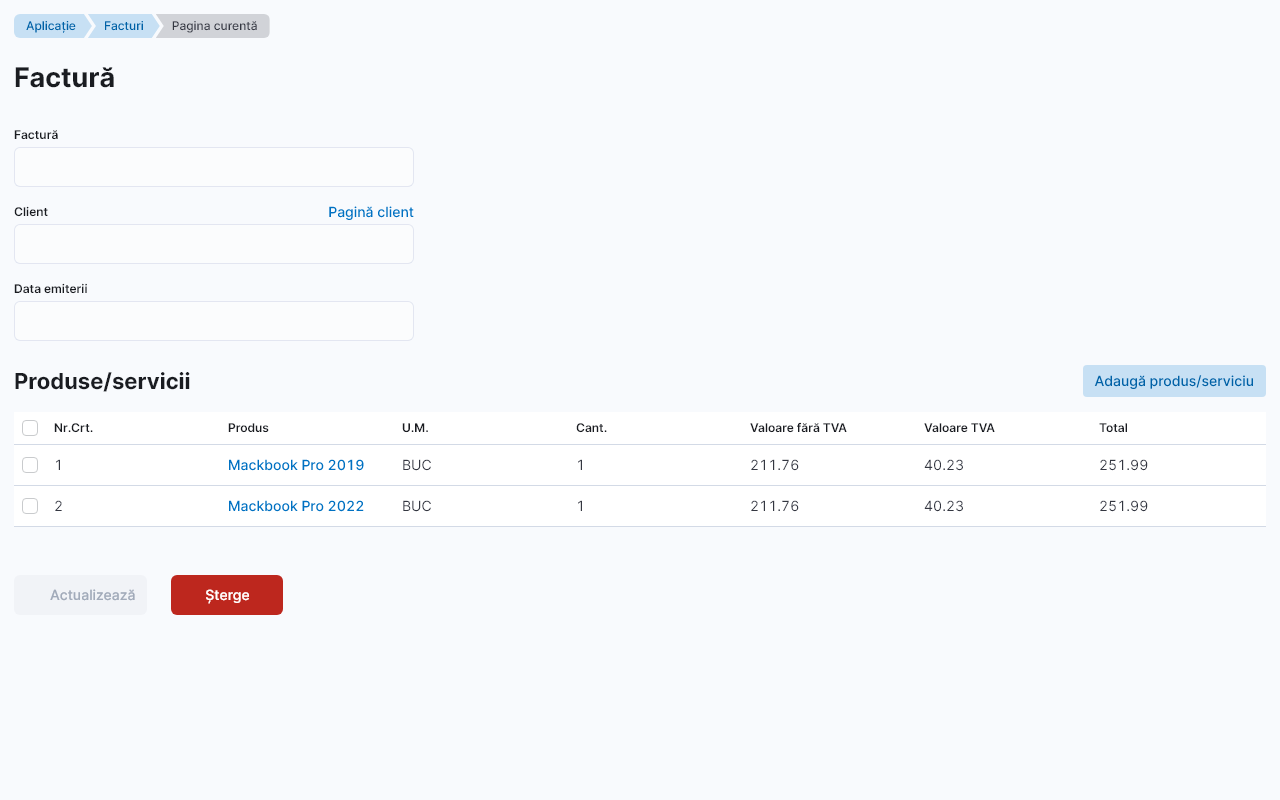 Aplicație Facturi Pagina curentă
Factură
Factură
Client Pagină client
Data emiterii
Produse/servicii Adaugă produs/serviciu
Nr.Crt. Produs U.M. Cant. Valoare fără TVA Valoare TVA Total
1 Mackbook Pro 2019 BUC 1 211.76 40.23 251.99
2 Mackbook Pro 2022 BUC 1 211.76 40.23 251.99
Actualizează Șterge